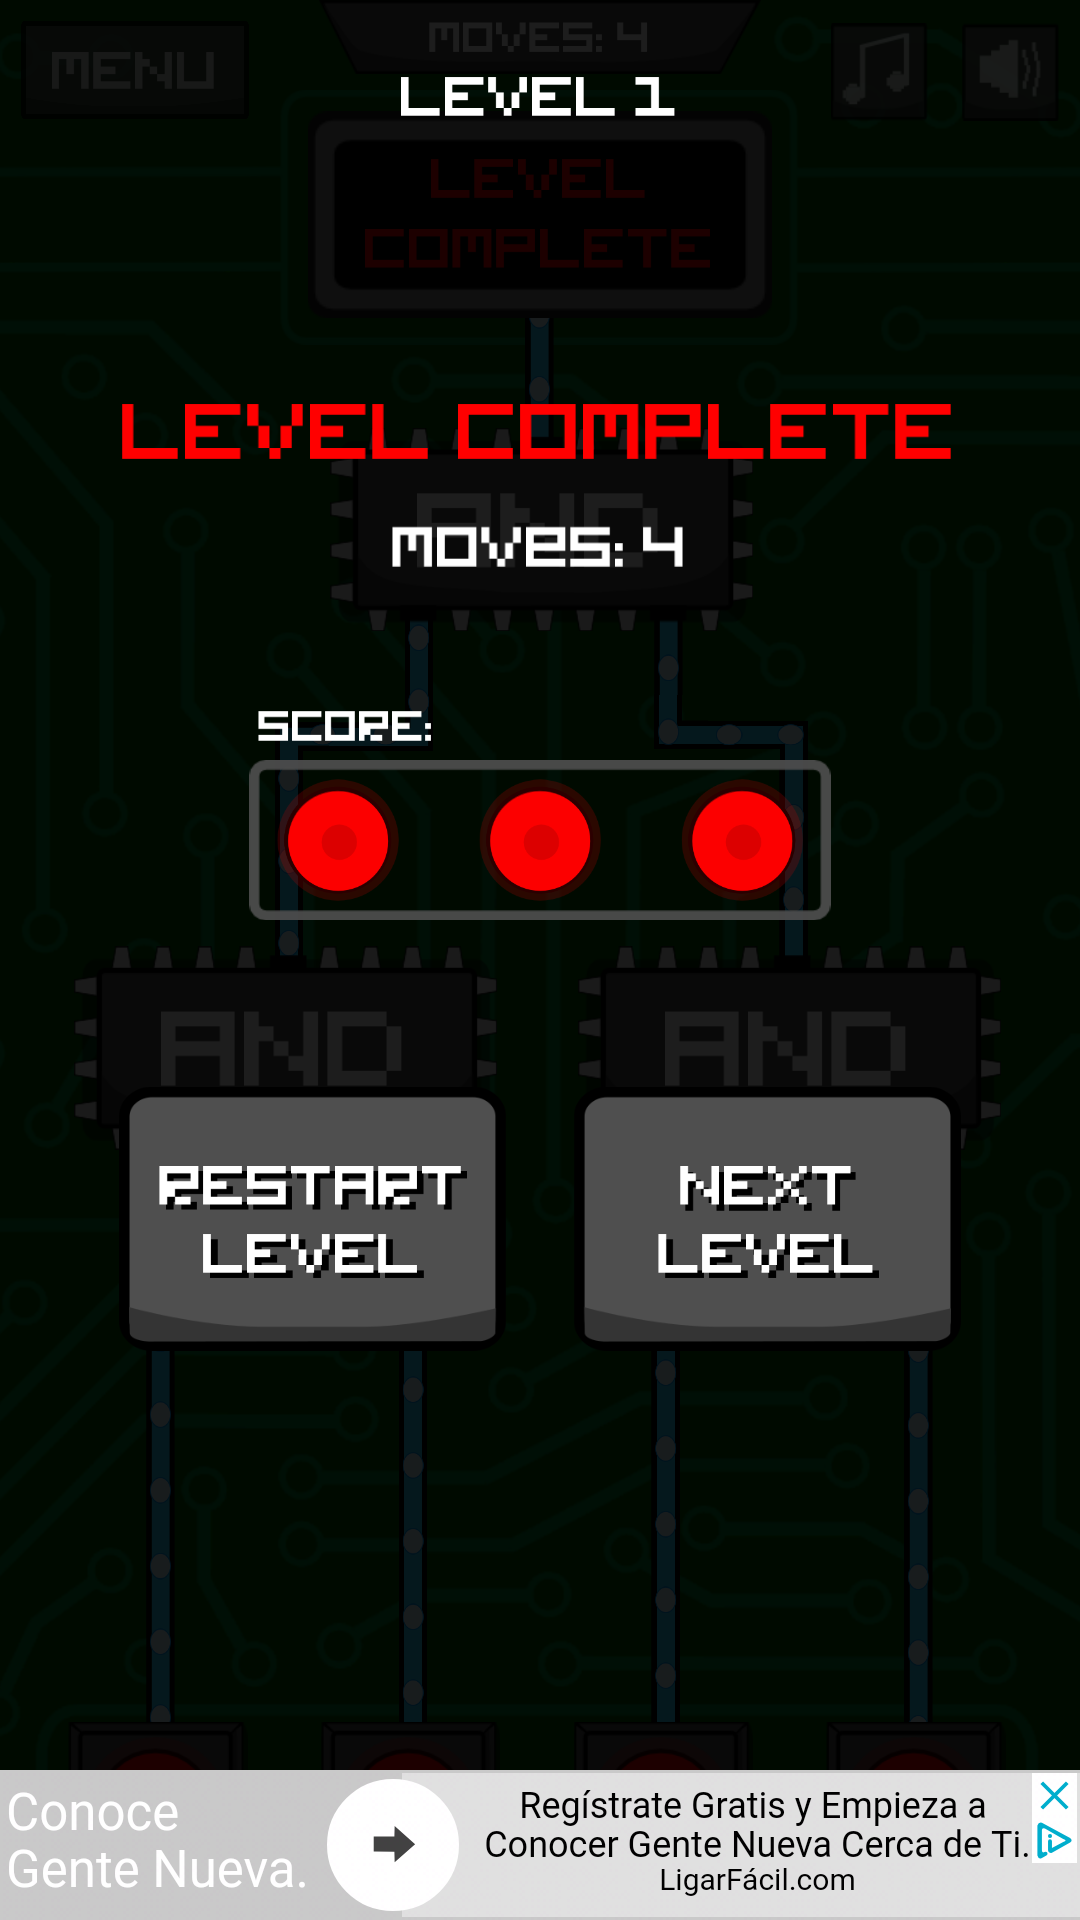 MOVES: 4
MENU
LEVEL 1
LEVEL
COMPLETE
LEVEL COMPLETE
AND
MOVES: 4
SCORE:
AND AND
RESTART
LEVEL
NEXT
LEVEL
Conoce
Gente Nueva.
Regístrate Gratis y Empieza a
Conocer Gente Nueva Cerca de Ti.
LigarFácil.com